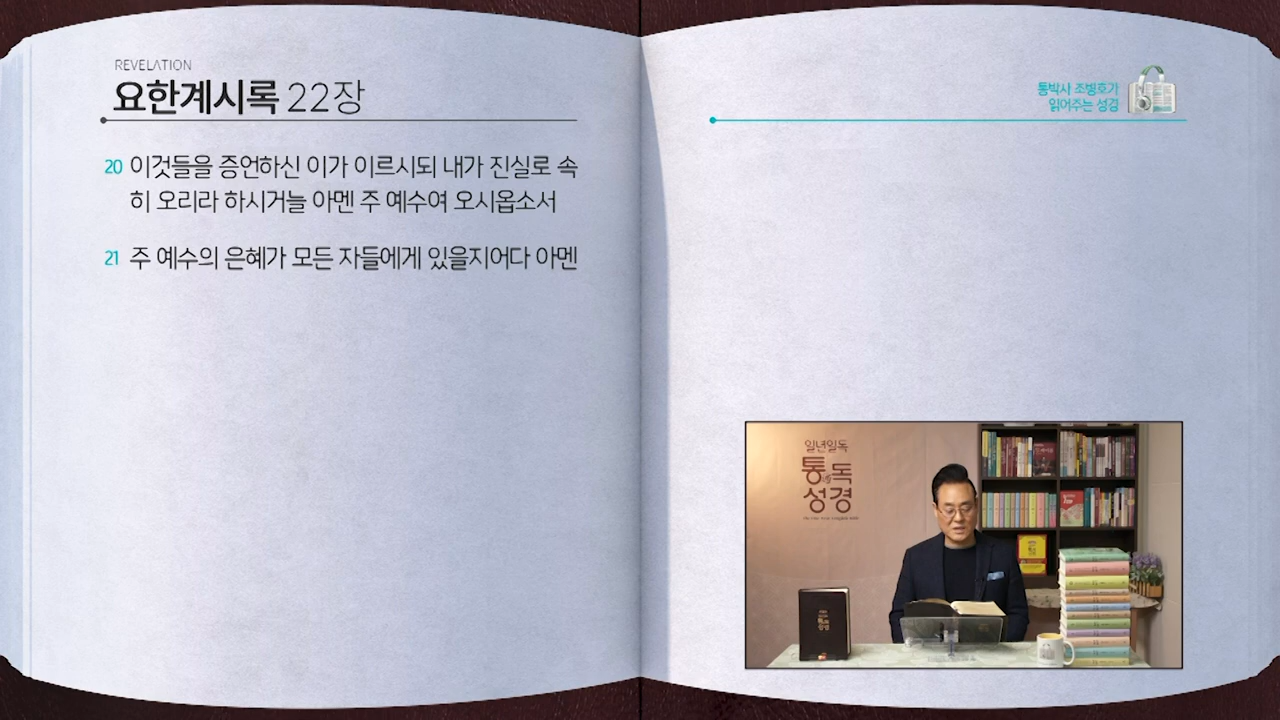 REVELATION
요한계시록 22장
20 이것들을 증언하신 이가 이르시되 내가 진실로 속
히 오리라 하시거늘 아멘 주 예수여 오시옵소서
21 주 예수의 은혜가 모든 자들에게 있을지어다 아멘
통박사 조병호가
읽어주는 성경
일년일독
통독
성경
통독
성경